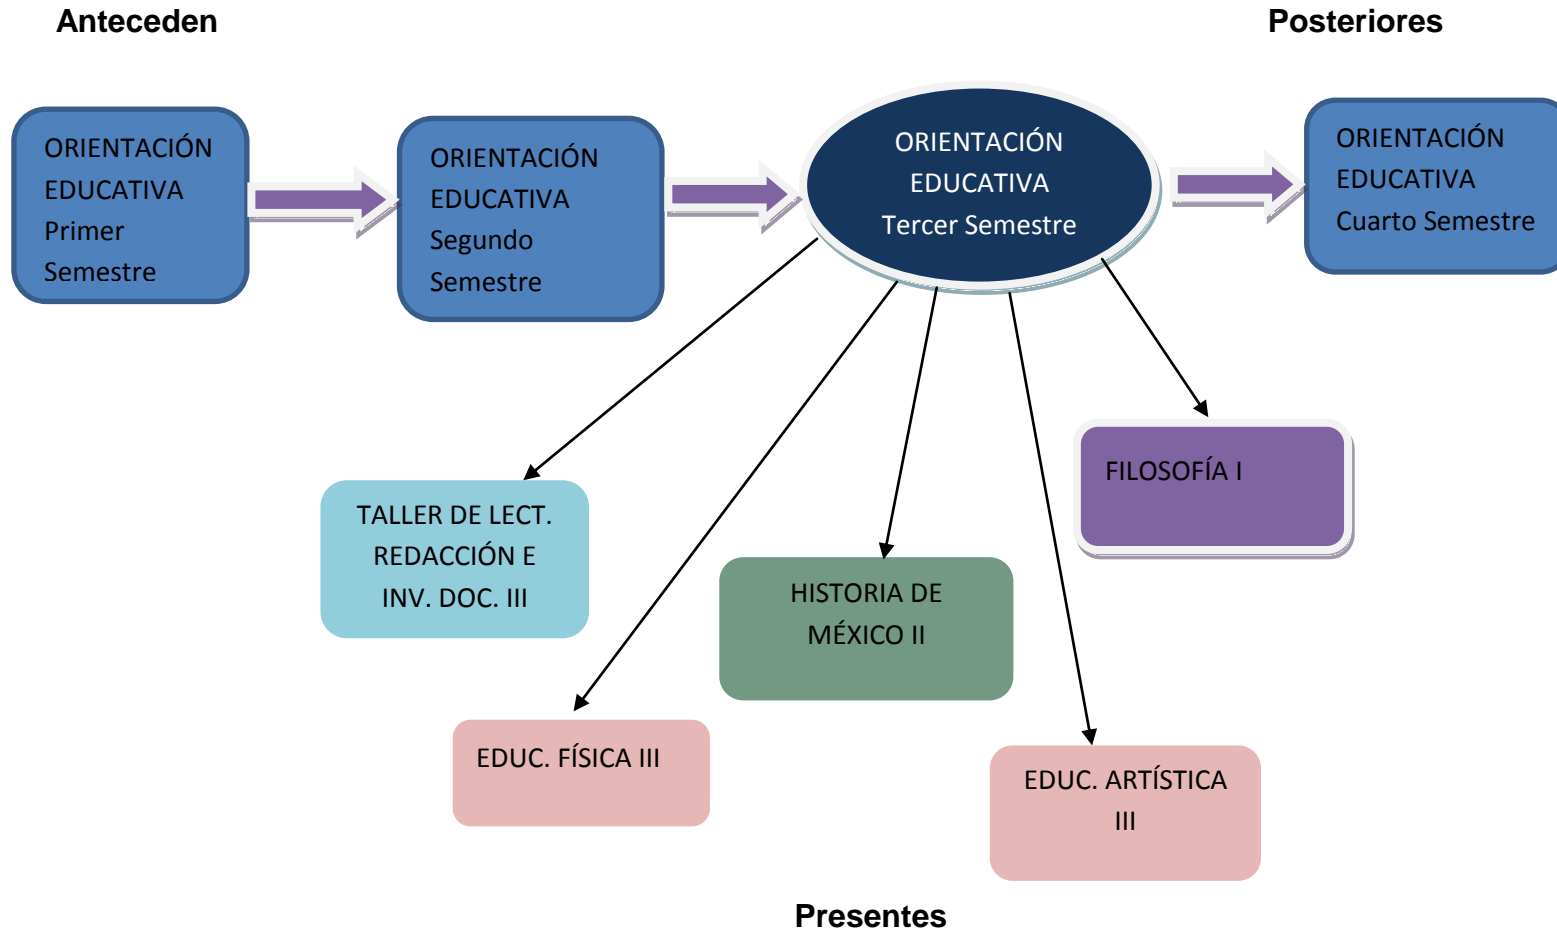 Anteceden
Posteriores
ORIENTACIÓN
EDUCATIVA
Primer
Semestre
ORIENTACIÓN
EDUCATIVA
Segundo
Semestre
ORIENTACIÓN
EDUCATIVA
Tercer Semestre
ORIENTACIÓN
EDUCATIVA
Cuarto Semestre
TALLER DE LECT.
REDACCIÓN E
INV. DOC. III
EDUC. FÍSICA III
HISTORIA DE
MÉXICO II
EDUC. ARTÍSTICA
III
FILOSOFÍA I
Presentes